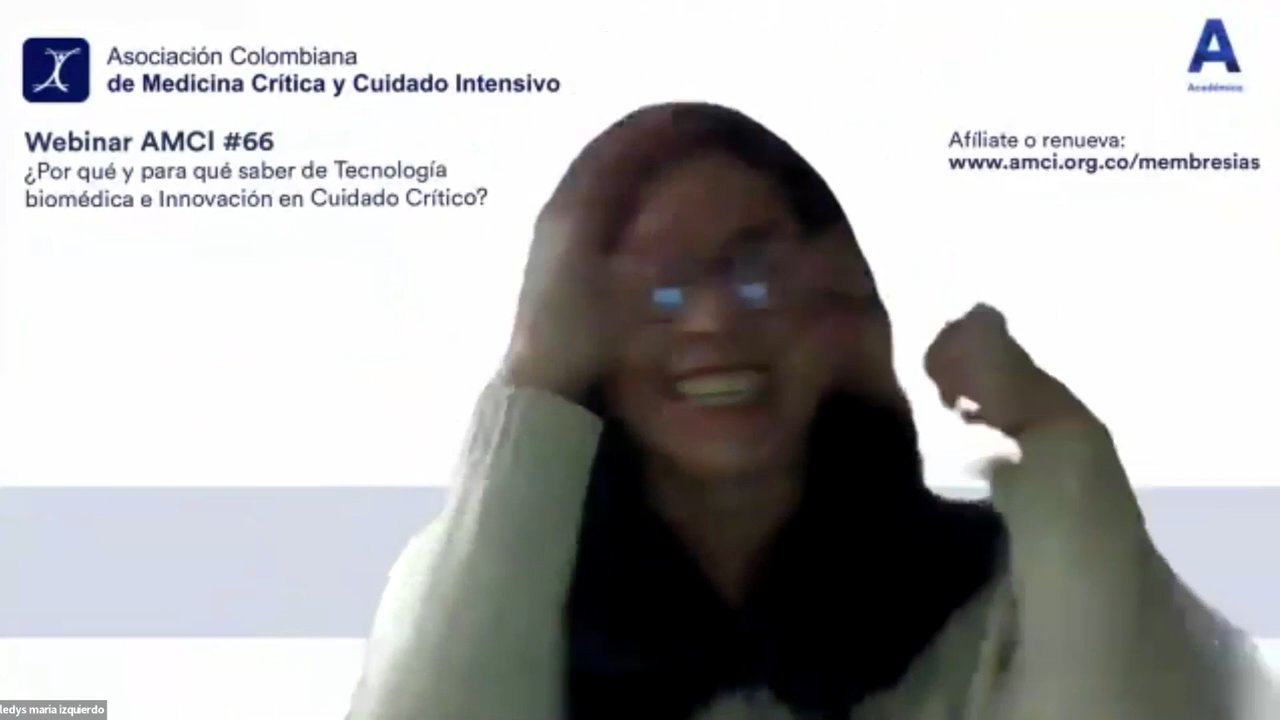 Asociación Colombiana
de Medicina Crítica y Cuidado Intensivo
A
Académico
Webinar AMCI #66
¿Por qué y para qué saber de Tecnología
biomédica e Innovación en Cuidado Crítico?
Afíliate o renueva:
www.amci.org.co/membresias
ledys maria izquierdo